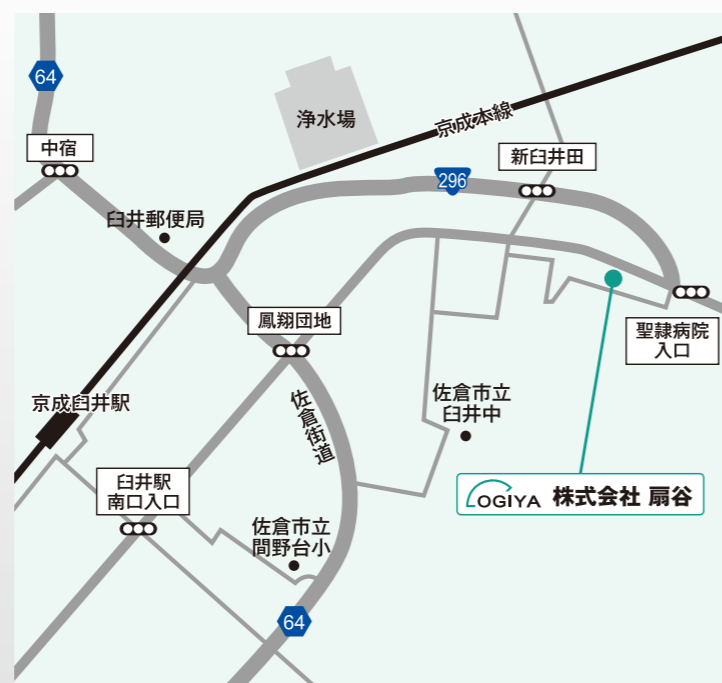 64
中宿
浄水場
京成本線
新臼井田
296
臼井郵便局
鳳翔団地
聖隷病院
入口
京成臼井駅
佐倉街道
佐倉市立
臼井中
臼井駅
南口入口
OGIYA 株式会社 扇谷
佐倉市立
間野台小
64